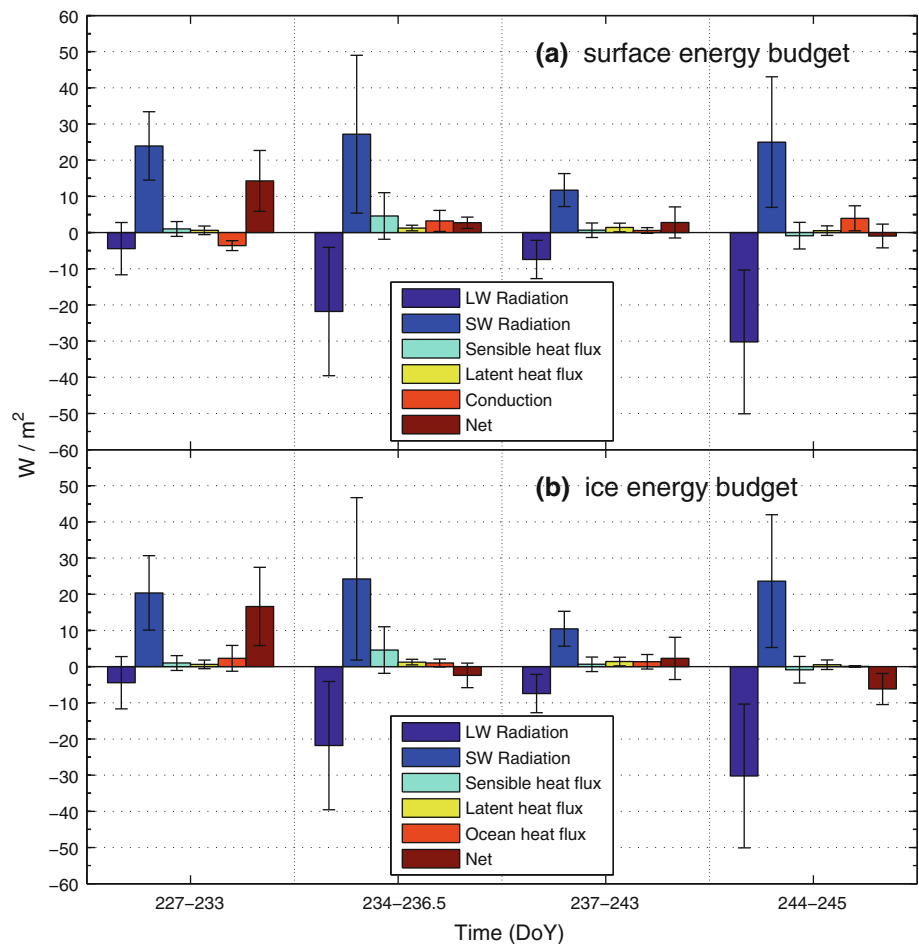 60
50
40
30
20
10
0
−10
−20
−30
−40
−50
−60
(a) surface energy budget
LW Radiation
SW Radiation
Sensible heat flux
Latent heat flux
Conduction
Net
W / m²
50
40
30
20
10
0
−10
−20
−30
−40
−50
−60
(b) ice energy budget
LW Radiation
SW Radiation
Sensible heat flux
Latent heat flux
Ocean heat flux
Net
227−233 234−236.5 237−243 244−245
Time (DoY)